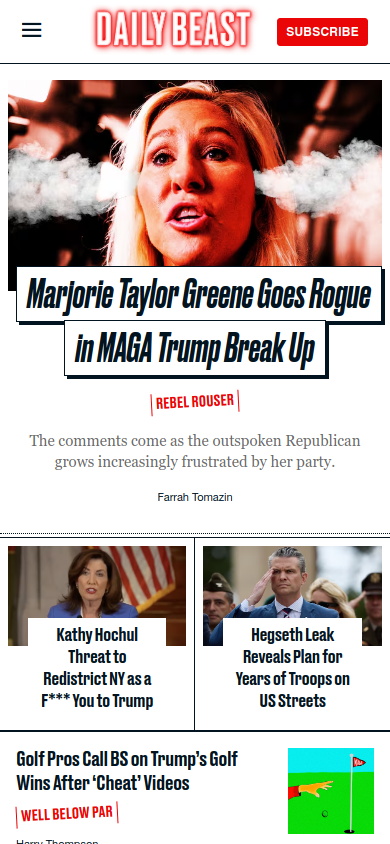 DAILY BEAST
SUBSCRIBE
Marjorie Taylor Greene Goes Rogue
in MAGA Trump Break Up
REBEL ROUSER
The comments come as the outspoken Republican
grows increasingly frustrated by her party.
Farrah Tomazin
Kathy Hochul
Threat to
Redistrict NY as a
F*** You to Trump
Hegseth Leak
Reveals Plan for
Years of Troops on
US Streets
Golf Pros Call BS on Trump’s Golf
Wins After ‘Cheat’ Videos
WELL BELOW PAR
Harry Thompson